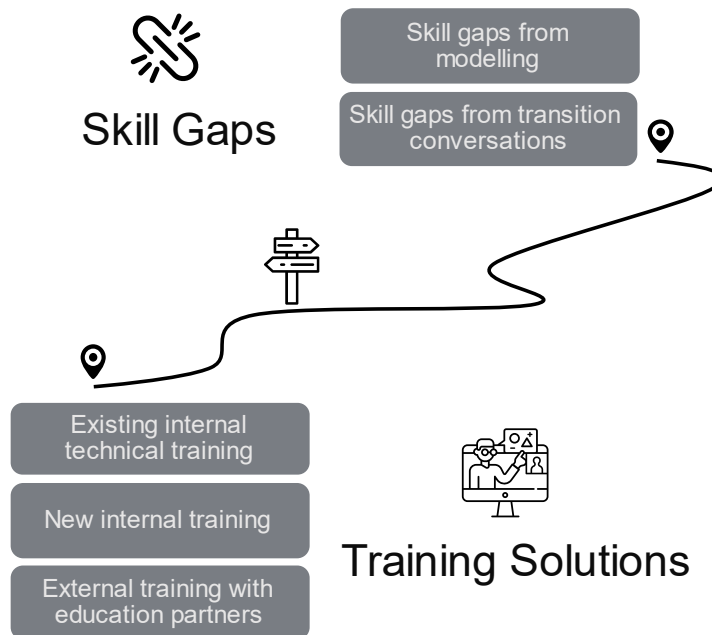 Skill Gaps
Skill gaps from
modelling
Skill gaps from transition
conversations
Existing internal
technical training
New internal training
External training with
education partners
Training Solutions